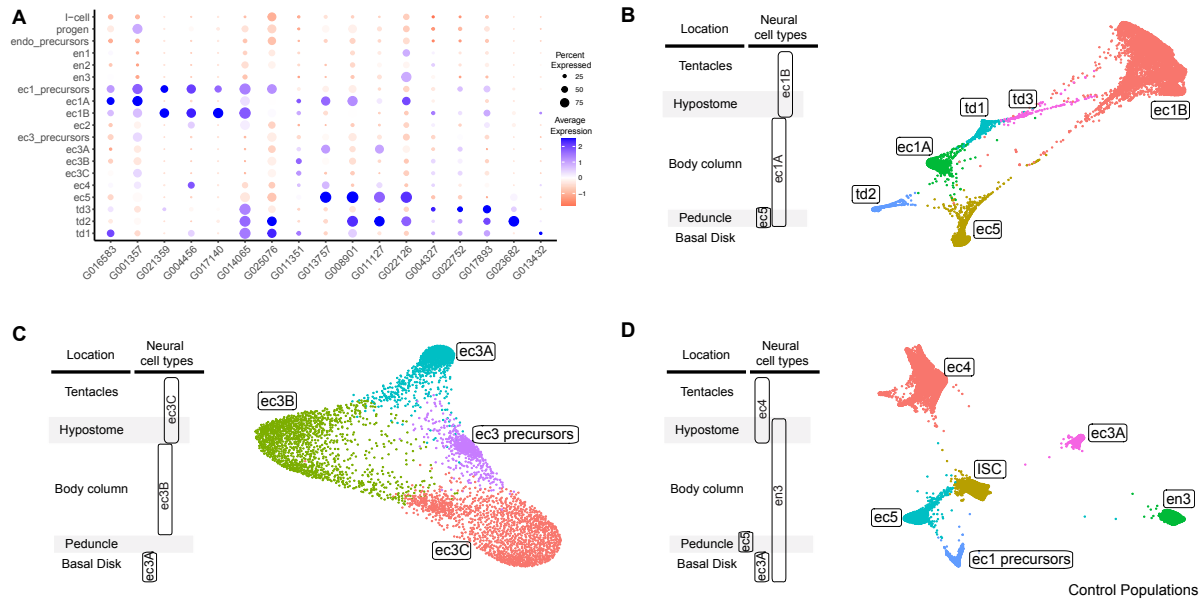 A
I-cell
progen
endo_precursors
en1
en2
en3
ec1_precursors
ec1A
ec1B
ec2
ec3_precursors
ec3A
ec3B
ec3C
ec4
ec5
td3
td2
td1
G016583
G001357
G021359
G004456
G017140
G014065
G025076
G011351
G013757
G008901
G011127
G022126
G004327
G022752
G017893
G023682
G013432
Percent
Expressed
25
50
75
Average
Expression
2
1
0
−1
B
Location
Neural
cell types
Tentacles
Hypostome
Body column
Peduncle
Basal Disk
ec1B
ec1A
ec5
td1
td3
ec1B
ec1A
td2
ec5
C
Location
Neural
cell types
Tentacles
Hypostome
Body column
Peduncle
Basal Disk
ec3C
ec3B
ec3A
ec3A
ec3B
ec3 precursors
ec3C
D
Location
Neural
cell types
Tentacles
Hypostome
Body column
Peduncle
Basal Disk
ec4
en3
ec5
ec3A
ec4
ec3A
ISC
en3
ec5
ec1 precursors
Control Populations